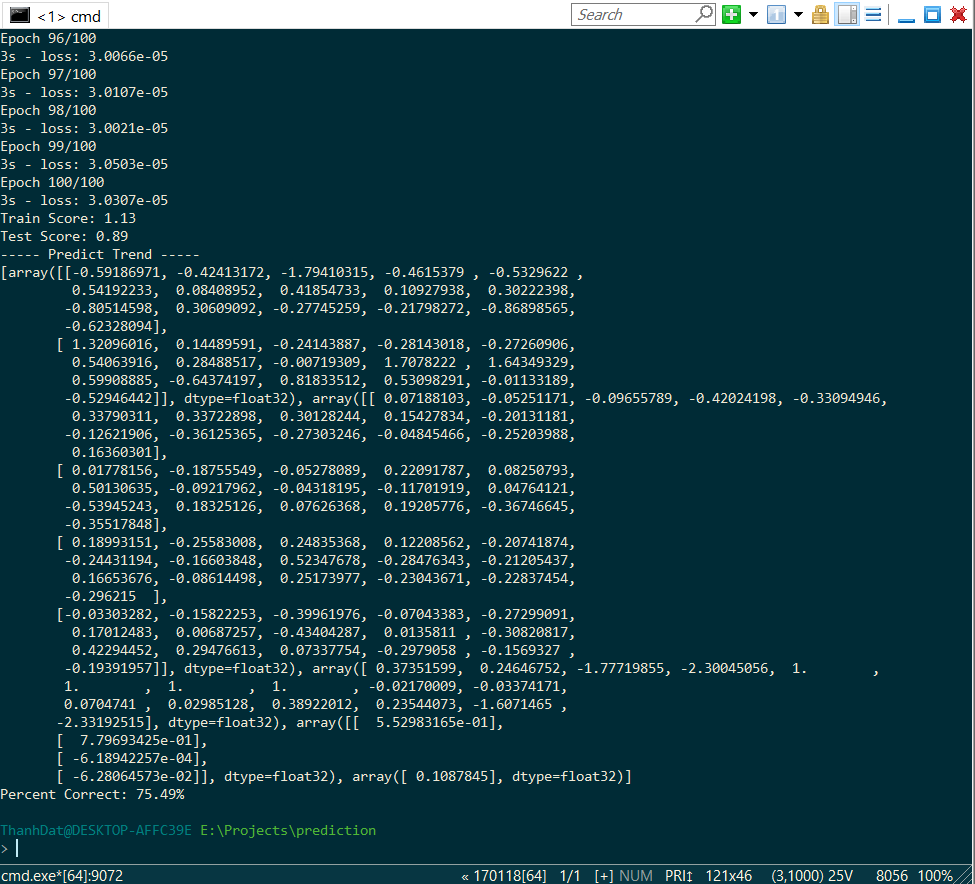 <1> cmd
Search
Epoch 96/100
3s - loss: 3.0066e-05
Epoch 97/100
3s - loss: 3.0107e-05
Epoch 98/100
3s - loss: 3.0021e-05
Epoch 99/100
3s - loss: 3.0503e-05
Epoch 100/100
3s - loss: 3.0307e-05
Train Score: 1.13
Test Score: 0.89
----- Predict Trend -----
[array([[-0.59186971, -0.42413172, -1.79410315, -0.4615379 , -0.5329622 ,
         0.54192233,  0.08408952,  0.41854733,  0.10927938,  0.30222398,
        -0.80514598,  0.30609092, -0.27745259, -0.21798272, -0.86898565,
        -0.62328094],
       [ 1.32096016,  0.14489591, -0.24143887, -0.28143018, -0.27260906,
         0.54063916,  0.28488517, -0.00719309,  1.7078222 ,  1.64349329,
         0.59908885, -0.64374197,  0.81833512,  0.53098291, -0.01133189,
        -0.52946442]], dtype=float32), array([[ 0.07188103, -0.05251171, -0.09655789, -0.42024198, -0.33094946,
         0.33790311,  0.33722898,  0.30128244,  0.15427834, -0.20131181,
        -0.12621906, -0.36125365, -0.27303246, -0.04845466, -0.25203988,
         0.16360301],
       [ 0.01778156, -0.18755549, -0.05278089,  0.22091787,  0.08250793,
         0.50130635, -0.09217962, -0.04318195, -0.11701919,  0.04764121,
        -0.53945243,  0.18325126,  0.07626368,  0.19205776, -0.36746645,
        -0.35517848],
       [ 0.18993151, -0.25583008,  0.24835368,  0.12208562, -0.20741874,
        -0.24431194, -0.16603848,  0.52347678, -0.28476343, -0.21205437,
         0.16653676, -0.08614498,  0.25173977, -0.23043671, -0.22837454,
        -0.296215  ],
       [-0.03303282, -0.15822253, -0.39961976, -0.07043383, -0.27299091,
         0.17012483,  0.00687257, -0.43404287,  0.0135811 , -0.30820817,
         0.42294452,  0.29476613,  0.07337754, -0.2979058 , -0.1569327 ,
        -0.19391957]], dtype=float32), array([ 0.37351599,  0.24646752, -1.77719855, -2.30045056,  1.        ,
        1.        ,  1.        ,  1.        , -0.02170009, -0.03374171,
        0.0704741 ,  0.02985128,  0.38922012,  0.23544073, -1.6071465 ,
       -2.33192515], dtype=float32), array([[  5.52983165e-01],
       [  7.79693425e-01],
       [ -6.18942257e-04],
       [ -6.28064573e-02]], dtype=float32), array([ 0.1087845], dtype=float32)]
Percent Correct: 75.49%
ThanhDat@DESKTOP-AFFC39E E:\Projects\prediction
>
cmd.exe*[64]:9072 « 170118[64] 1/1 [+] NUM PRI↕ 121x46 (3,1000) 25V 8056 100%